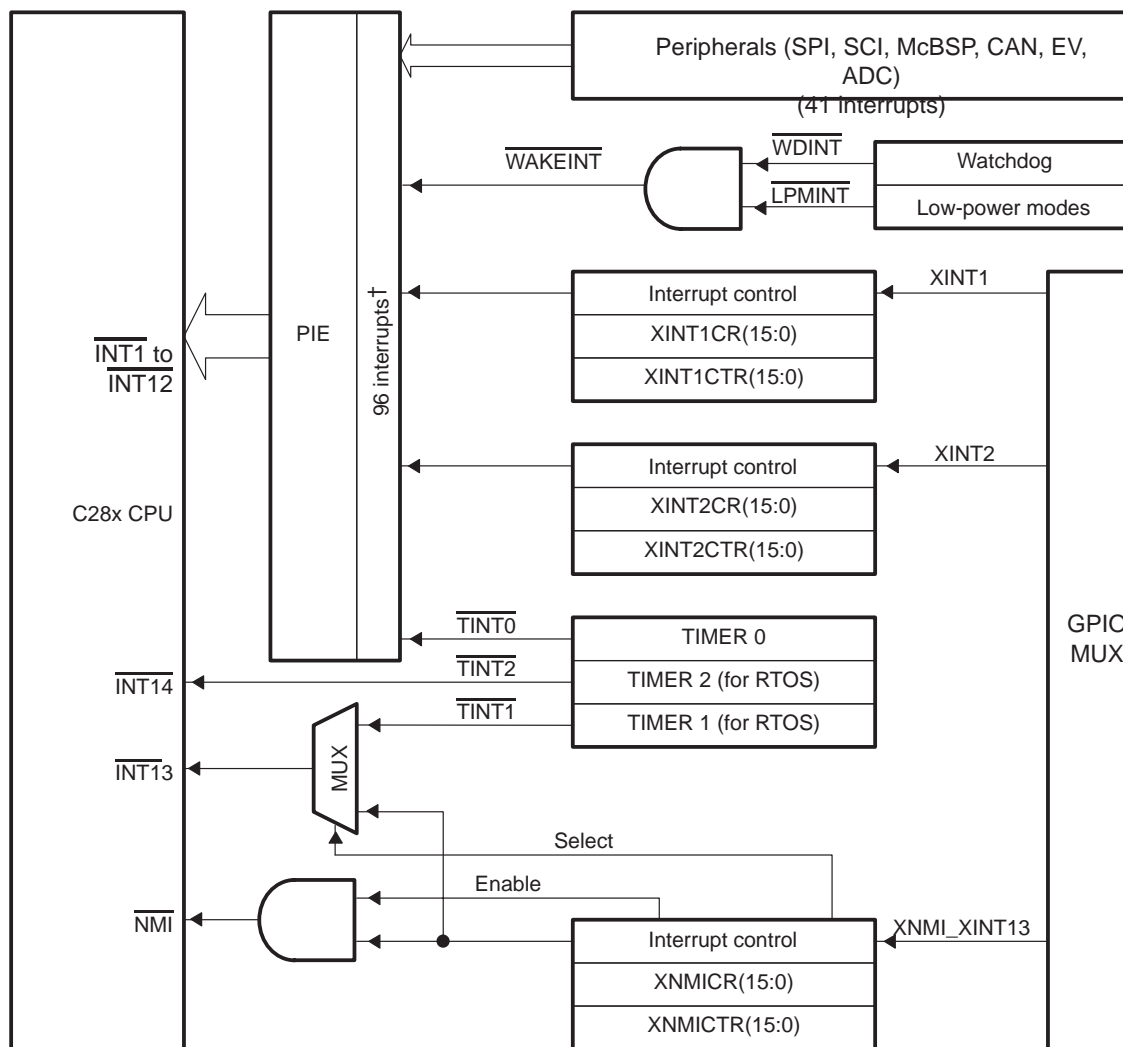 Peripherals (SPI, SCI, McBSP, CAN, EV,
ADC)
(41 Interrupts)
WDINT
WAKEINT
Watchdog
LPMINT
Low-power modes
XINT1
Interrupt control
PIE
96 interrupts†
XINT1CR(15:0)
INT1 to
INT12
XINT1CTR(15:0)
XINT2
Interrupt control
C28x CPU
XINT2CR(15:0)
XINT2CTR(15:0)
TINT0
TIMER 0
GPIO
MUX
TINT2
INT14
TIMER 2 (for RTOS)
TINT1
TIMER 1 (for RTOS)
INT13
MUX
Select
Enable
NMI
XNMI_XINT13
Interrupt control
XNMICR(15:0)
XNMICTR(15:0)